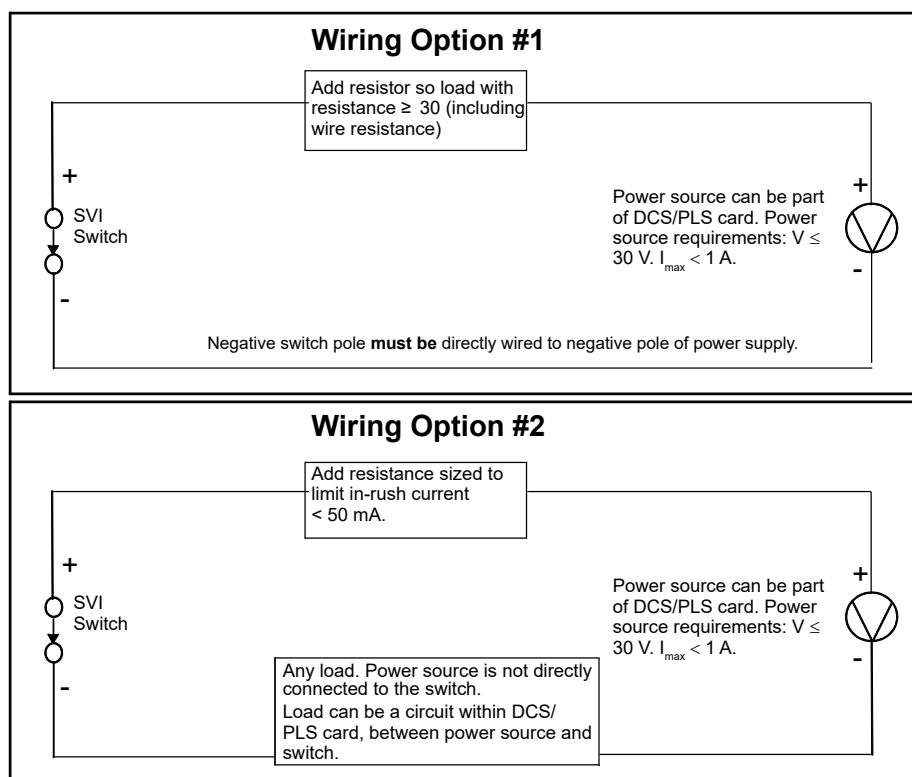 Wiring Option #1
Add resistor so load with
resistance ≥ 30 (including
wire resistance)
+
SVI
Switch
-
Power source can be part
of DCS/PLS card. Power
source requirements: V ≤
30 V. Imax < 1 A.
+
-
Negative switch pole must be directly wired to negative pole of power supply.
Wiring Option #2
Add resistance sized to
limit in-rush current
< 50 mA.
+
SVI
Switch
-
Power source can be part
of DCS/PLS card. Power
source requirements: V ≤
30 V. Imax < 1 A.
+
-
Any load. Power source is not directly
connected to the switch.
Load can be a circuit within DCS/
PLS card, between power source and
switch.